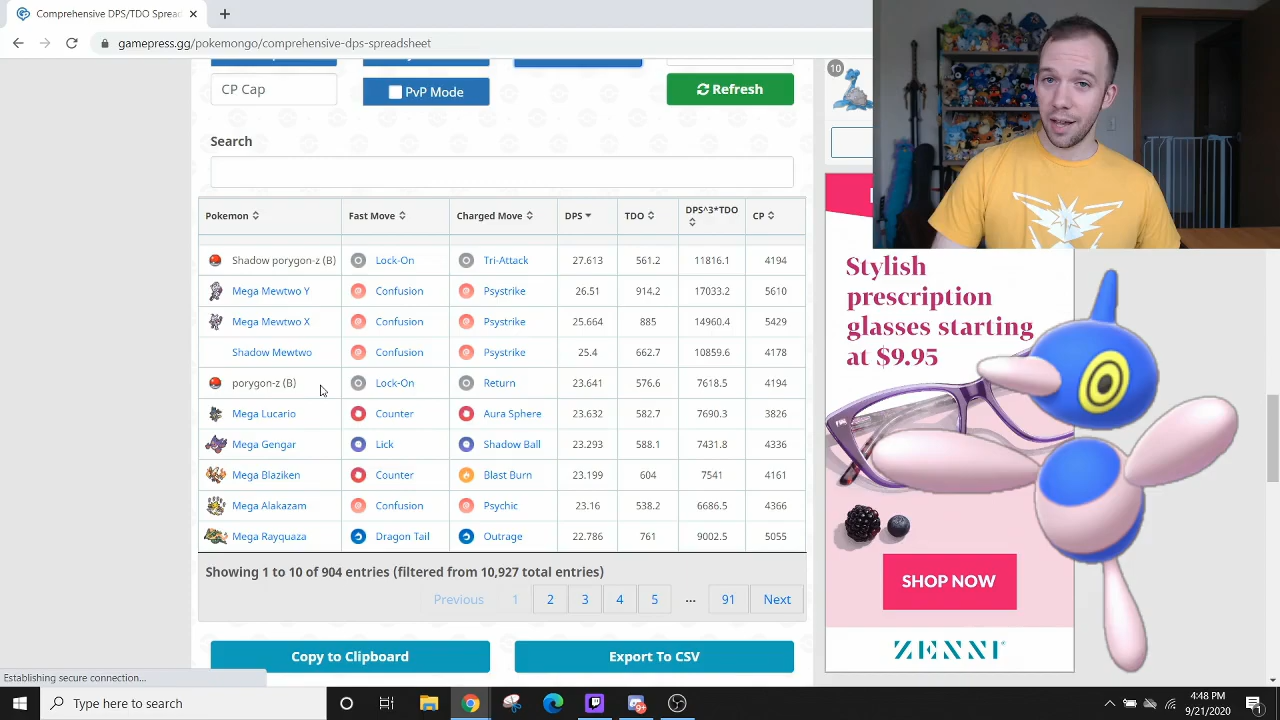 Comprehensive DPS/TDO Spread
gamepress.gg/pokemongo/comprehensive-dps-spreadsheet
CP Cap
PvP Mode
Refresh
10
Search
Pokemon Fast Move Charged Move DPS TDO DPS^3*TDO CP
Shadow porygon-z (B) Lock-On Tri-Attack 27.613 561.2 11816.1 4194
Mega Mewtwo Y Confusion Psystrike 26.51 914.2 17033.2 5610
Mega Mewtwo X Confusion Psystrike 25.664 885 14960.4 5429
Shadow Mewtwo Confusion Psystrike 25.4 662.7 10859.6 4178
porygon-z (B) Lock-On Return 23.641 576.6 7618.5 4194
Mega Lucario Counter Aura Sphere 23.632 582.7 7690.3 3826
Mega Gengar Lick Shadow Ball 23.293 588.1 7431.8 4336
Mega Blaziken Counter Blast Burn 23.199 604 7541 4161
Mega Alakazam Confusion Psychic 23.16 538.2 6686.5 4366
Mega Rayquaza Dragon Tail Outrage 22.786 761 9002.5 5055
Showing 1 to 10 of 904 entries (filtered from 10,927 total entries)
Previous 1 2 3 4 5 ... 91 Next
Copy to Clipboard
Export To CSV
Stylish
prescription
glasses starting
at $9.95
SHOP NOW
ZENNI
Establishing secure connection...
Type here to search
4:48 PM
9/21/2020